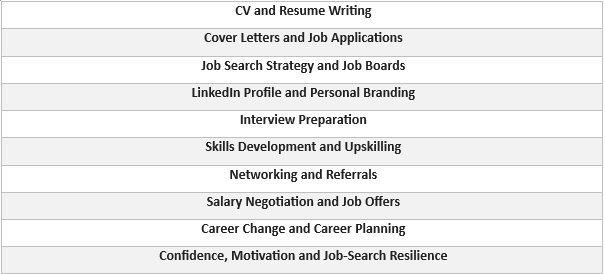 CV and Resume Writing
Cover Letters and Job Applications
Job Search Strategy and Job Boards
LinkedIn Profile and Personal Branding
Interview Preparation
Skills Development and Upskilling
Networking and Referrals
Salary Negotiation and Job Offers
Career Change and Career Planning
Confidence, Motivation and Job-Search Resilience